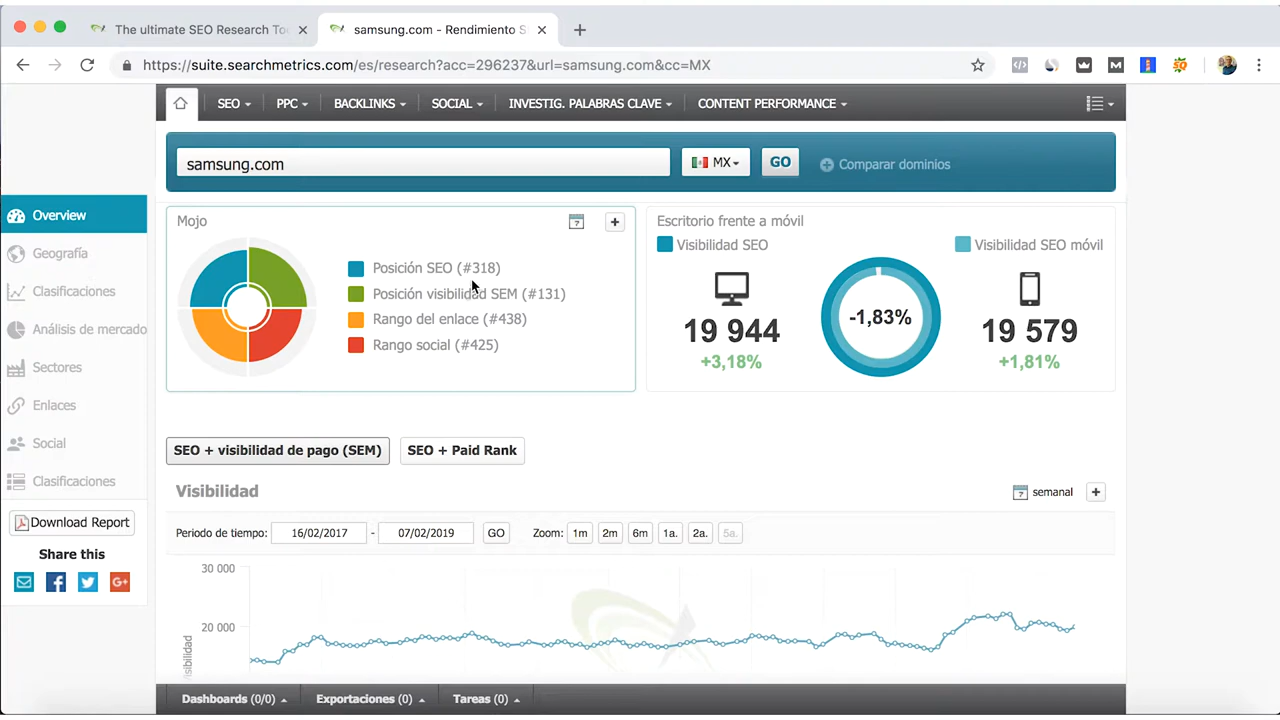 The ultimate SEO Research Too
samsung.com - Rendimiento S
https://suite.searchmetrics.com/es/research?acc=296237&url=samsung.com&cc=MX
SEO PPC BACKLINKS SOCIAL INVESTIG. PALABRAS CLAVE CONTENT PERFORMANCE
samsung.com MX GO Comparar dominios
Overview
Geografía
Clasificaciones
Análisis de mercado
Sectores
Enlaces
Social
Clasificaciones
Download Report
Share this
Mojo
Posición SEO (#318)
Posición visibilidad SEM (#131)
Rango del enlace (#438)
Rango social (#425)
Escritorio frente a móvil
Visibilidad SEO Visibilidad SEO móvil
19 944 -1,83% 19 579
+3,18% +1,81%
SEO + visibilidad de pago (SEM) SEO + Paid Rank
Visibilidad semanal
Periodo de tiempo: 16/02/2017 - 07/02/2019 GO Zoom: 1m 2m 6m 1a. 2a. 5a.
30 000
20 000
Dashboards (0/0) Exportaciones (0) Tareas (0)